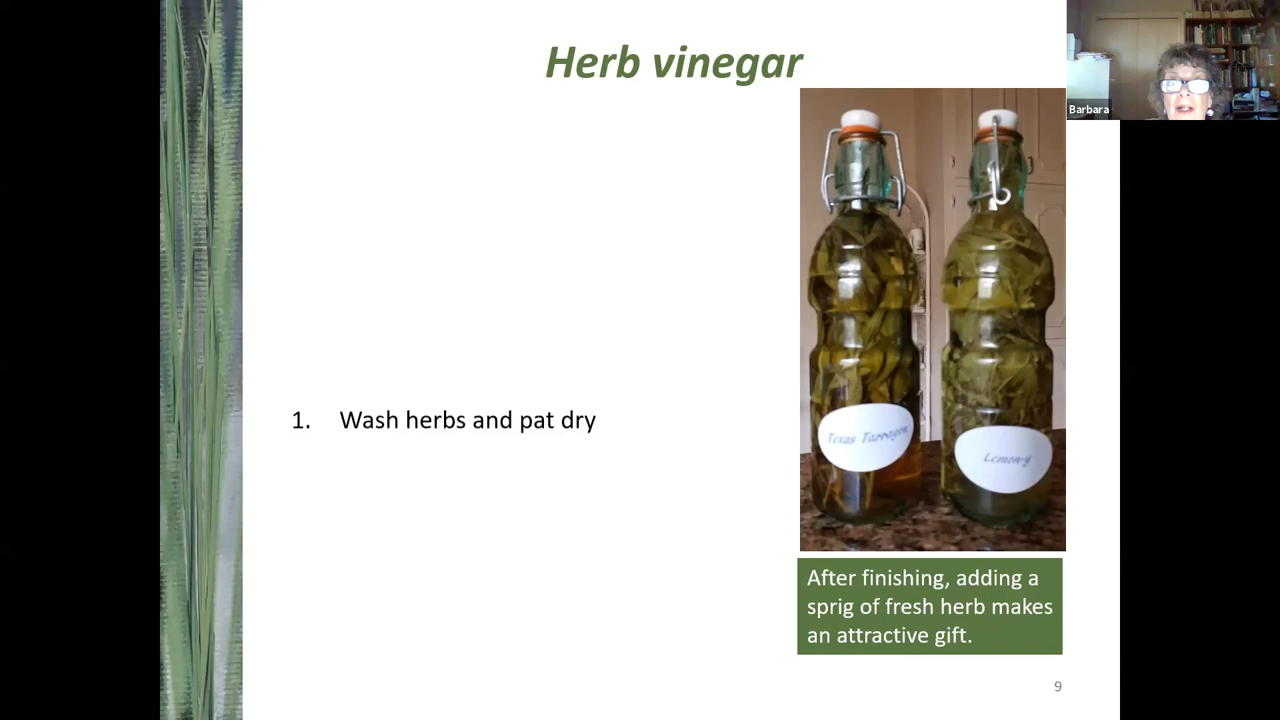 Herb vinegar
Barbara
1. Wash herbs and pat dry
Texas Tarragon
Lemon-y
After finishing, adding a
sprig of fresh herb makes
an attractive gift.
9